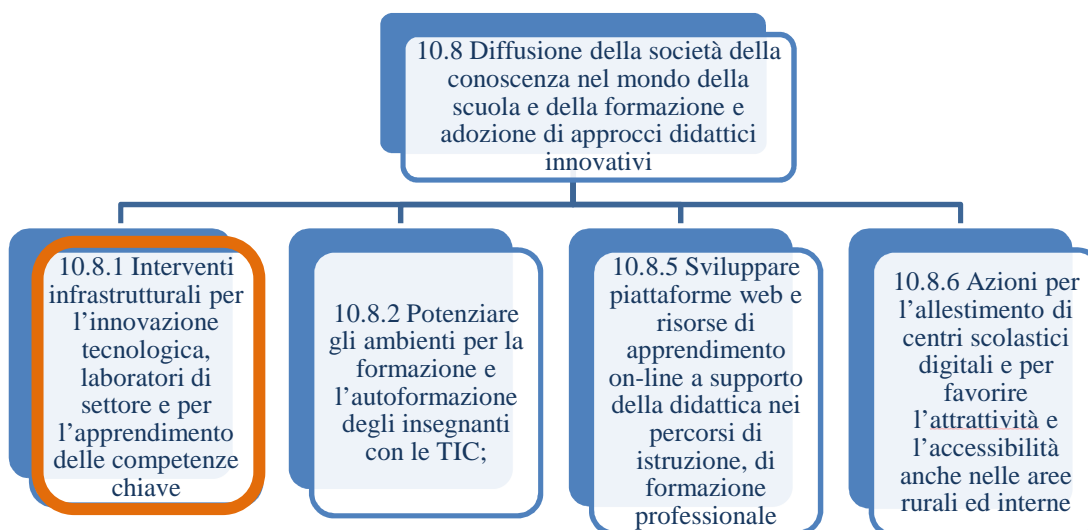 10.8 Diffusione della società della
conoscenza nel mondo della
scuola e della formazione e
adozione di approcci didattici
innovativi
10.8.1 Interventi
infrastrutturali per
l’innovazione
tecnologica,
laboratori di
settore e per
l’apprendimento
delle competenze
chiave
10.8.2 Potenziare
gli ambienti per la
formazione e
l’autoformazione
degli insegnanti
con le TIC;
10.8.5 Sviluppare
piattaforme web e
risorse di
apprendimento
on-line a supporto
della didattica nei
percorsi di
istruzione, di
formazione
professionale
10.8.6 Azioni per
l’allestimento di
centri scolastici
digitali e per
favorire
l’attrattività e
l’accessibilità
anche nelle aree
rurali ed interne